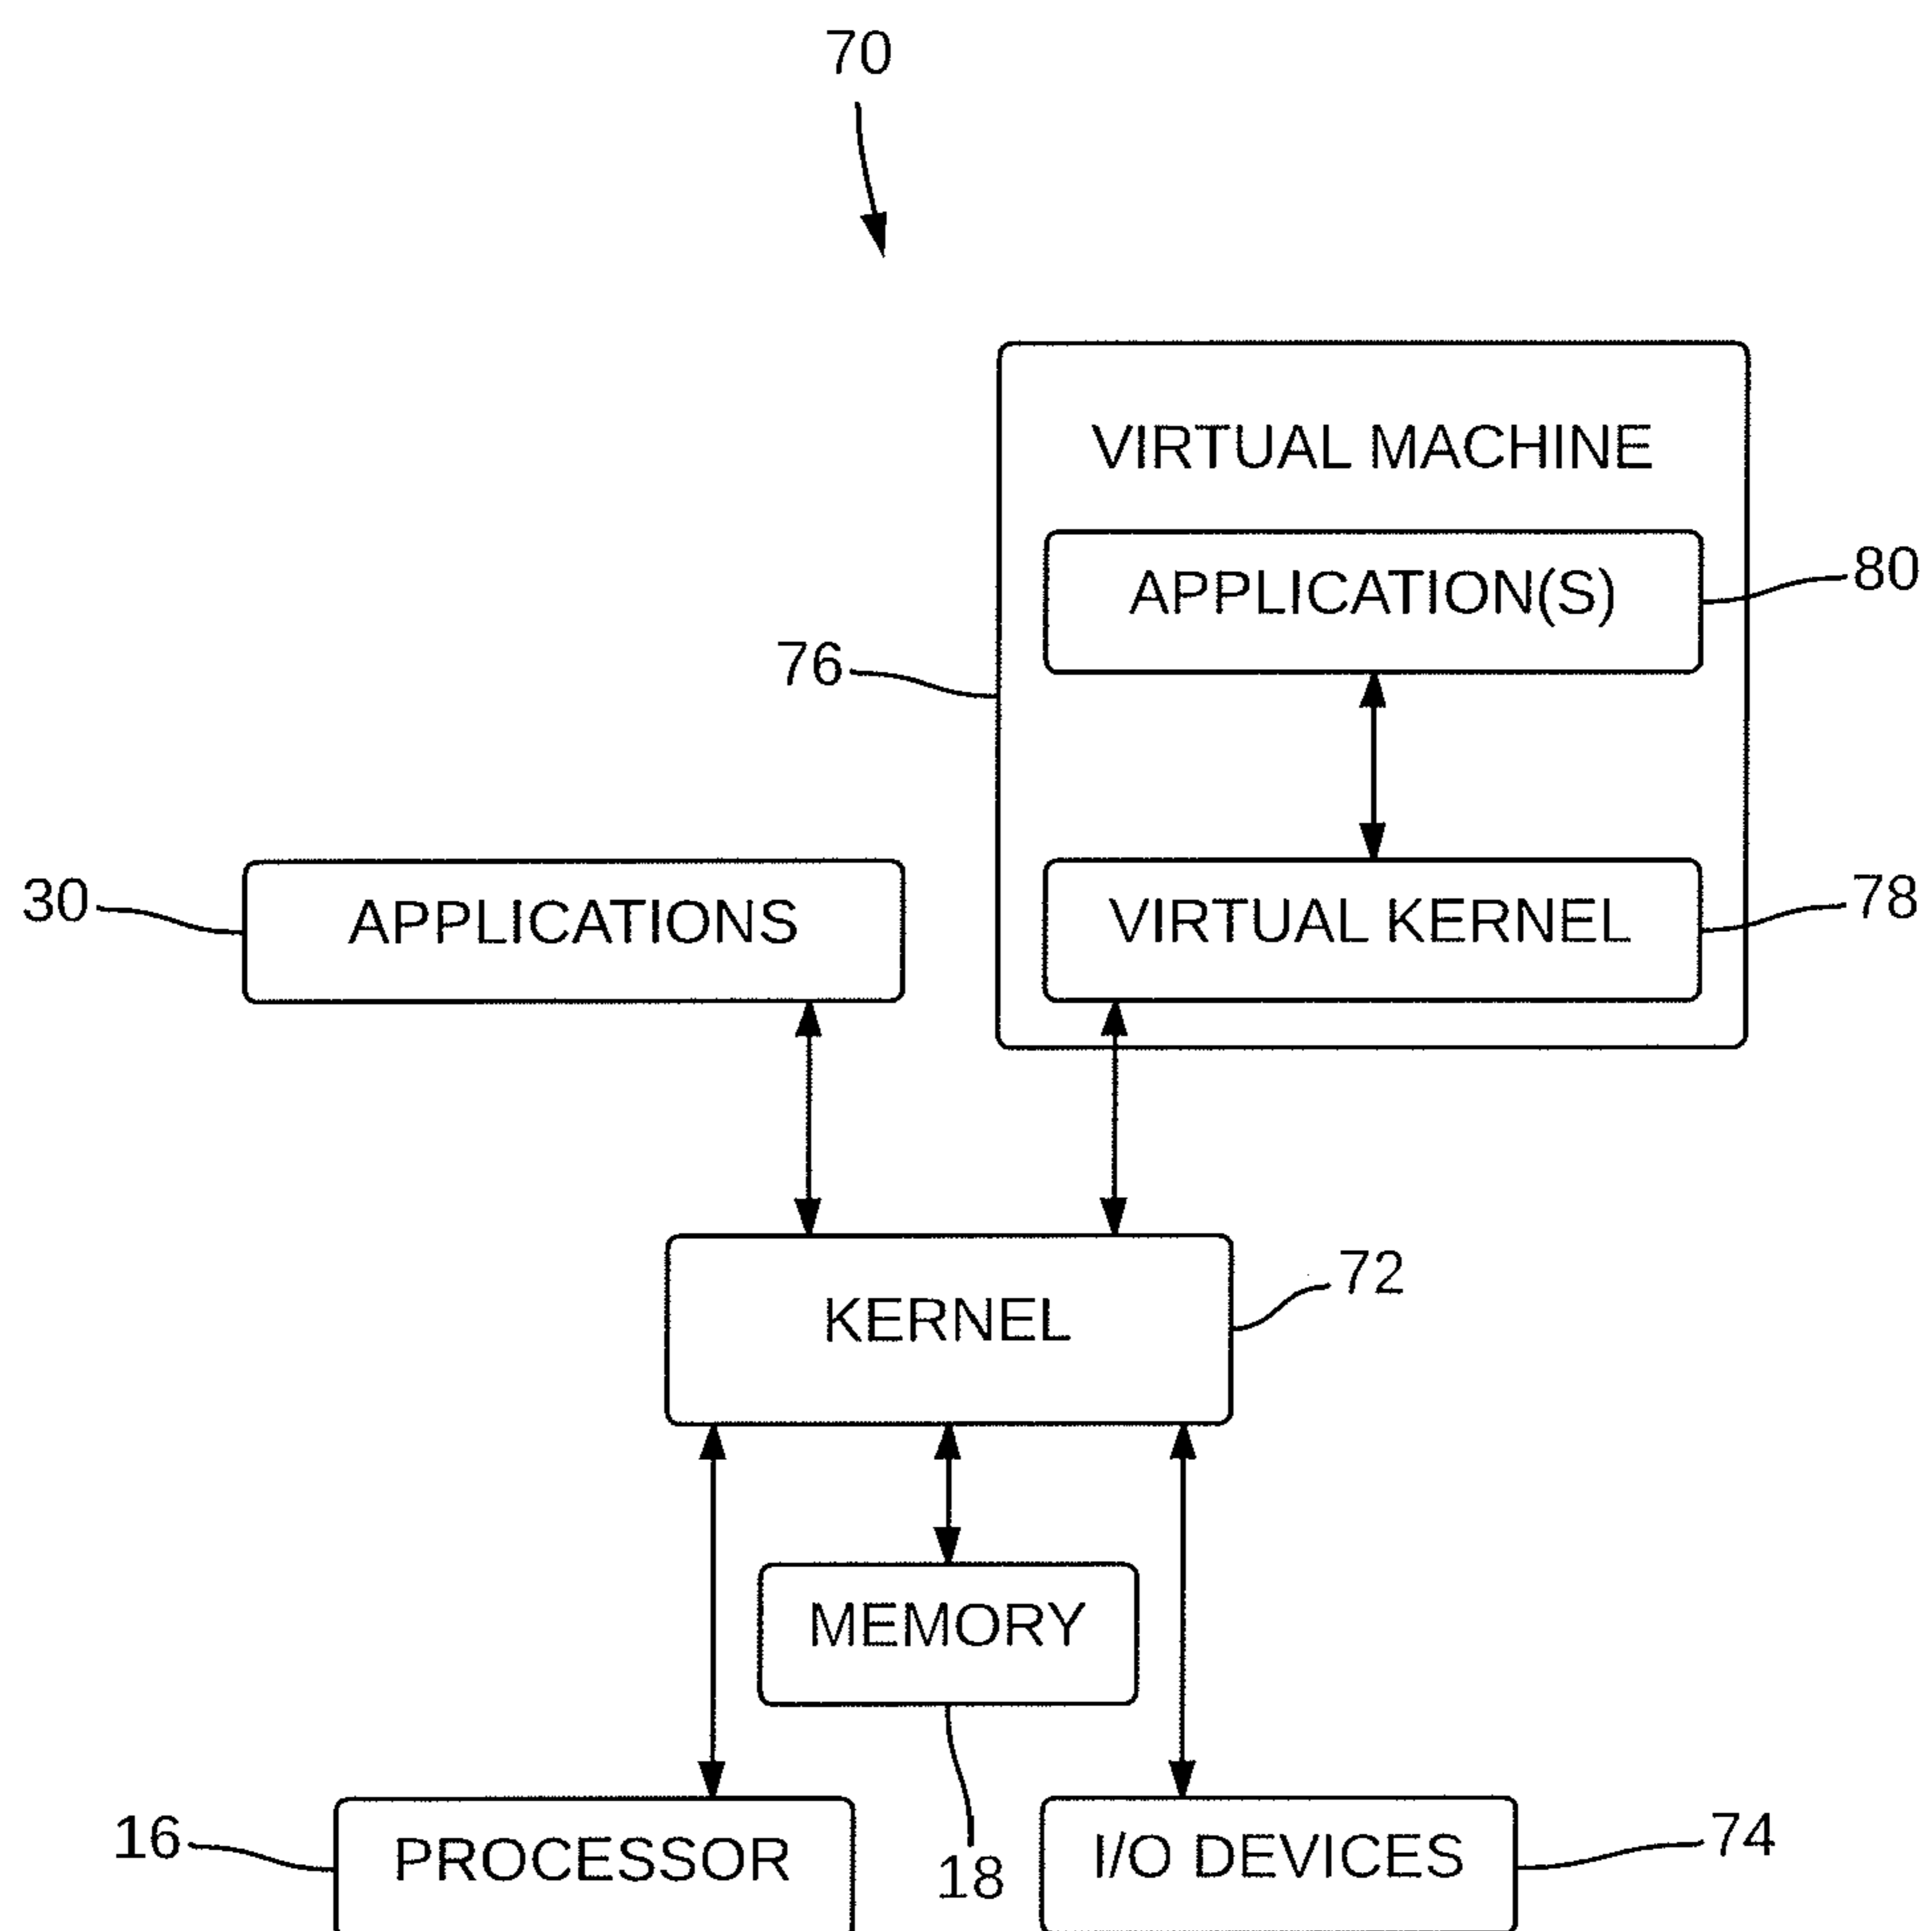 70
VIRTUAL MACHINE
APPLICATION(S)
80
76
30
APPLICATIONS
VIRTUAL KERNEL
78
KERNEL
72
MEMORY
16
PROCESSOR
18
I/O DEVICES
74